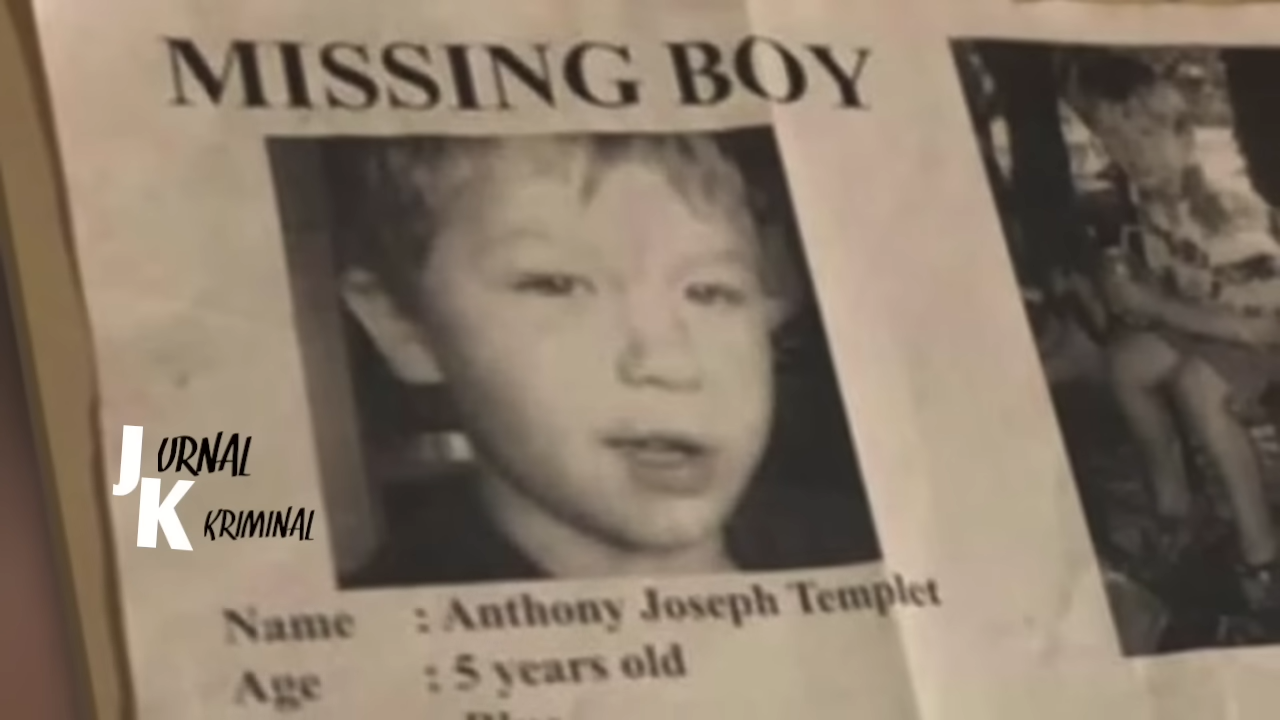 MISSING BOY
JURNAL
KRIMINAL
Name : Anthony Joseph Templet
Age : 5 years old